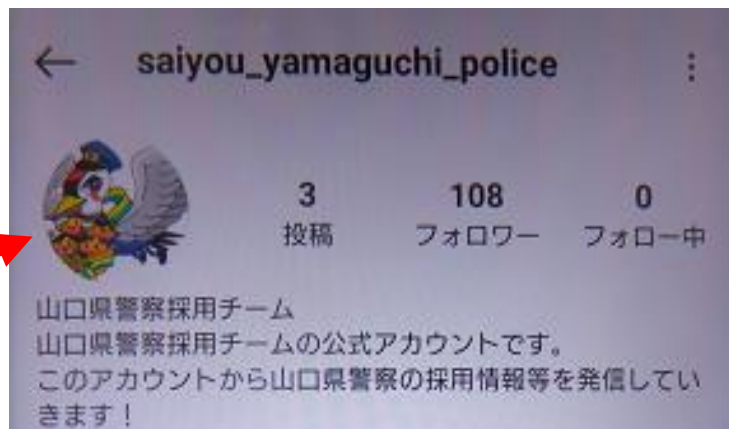 saiyou_yamaguchi_police
3 108 0
投稿 フォロワー フォロー中
山口県警察採用チーム
山口県警察採用チームの公式アカウントです。
このアカウントから山口県警察の採用情報等を発信してい
きます！